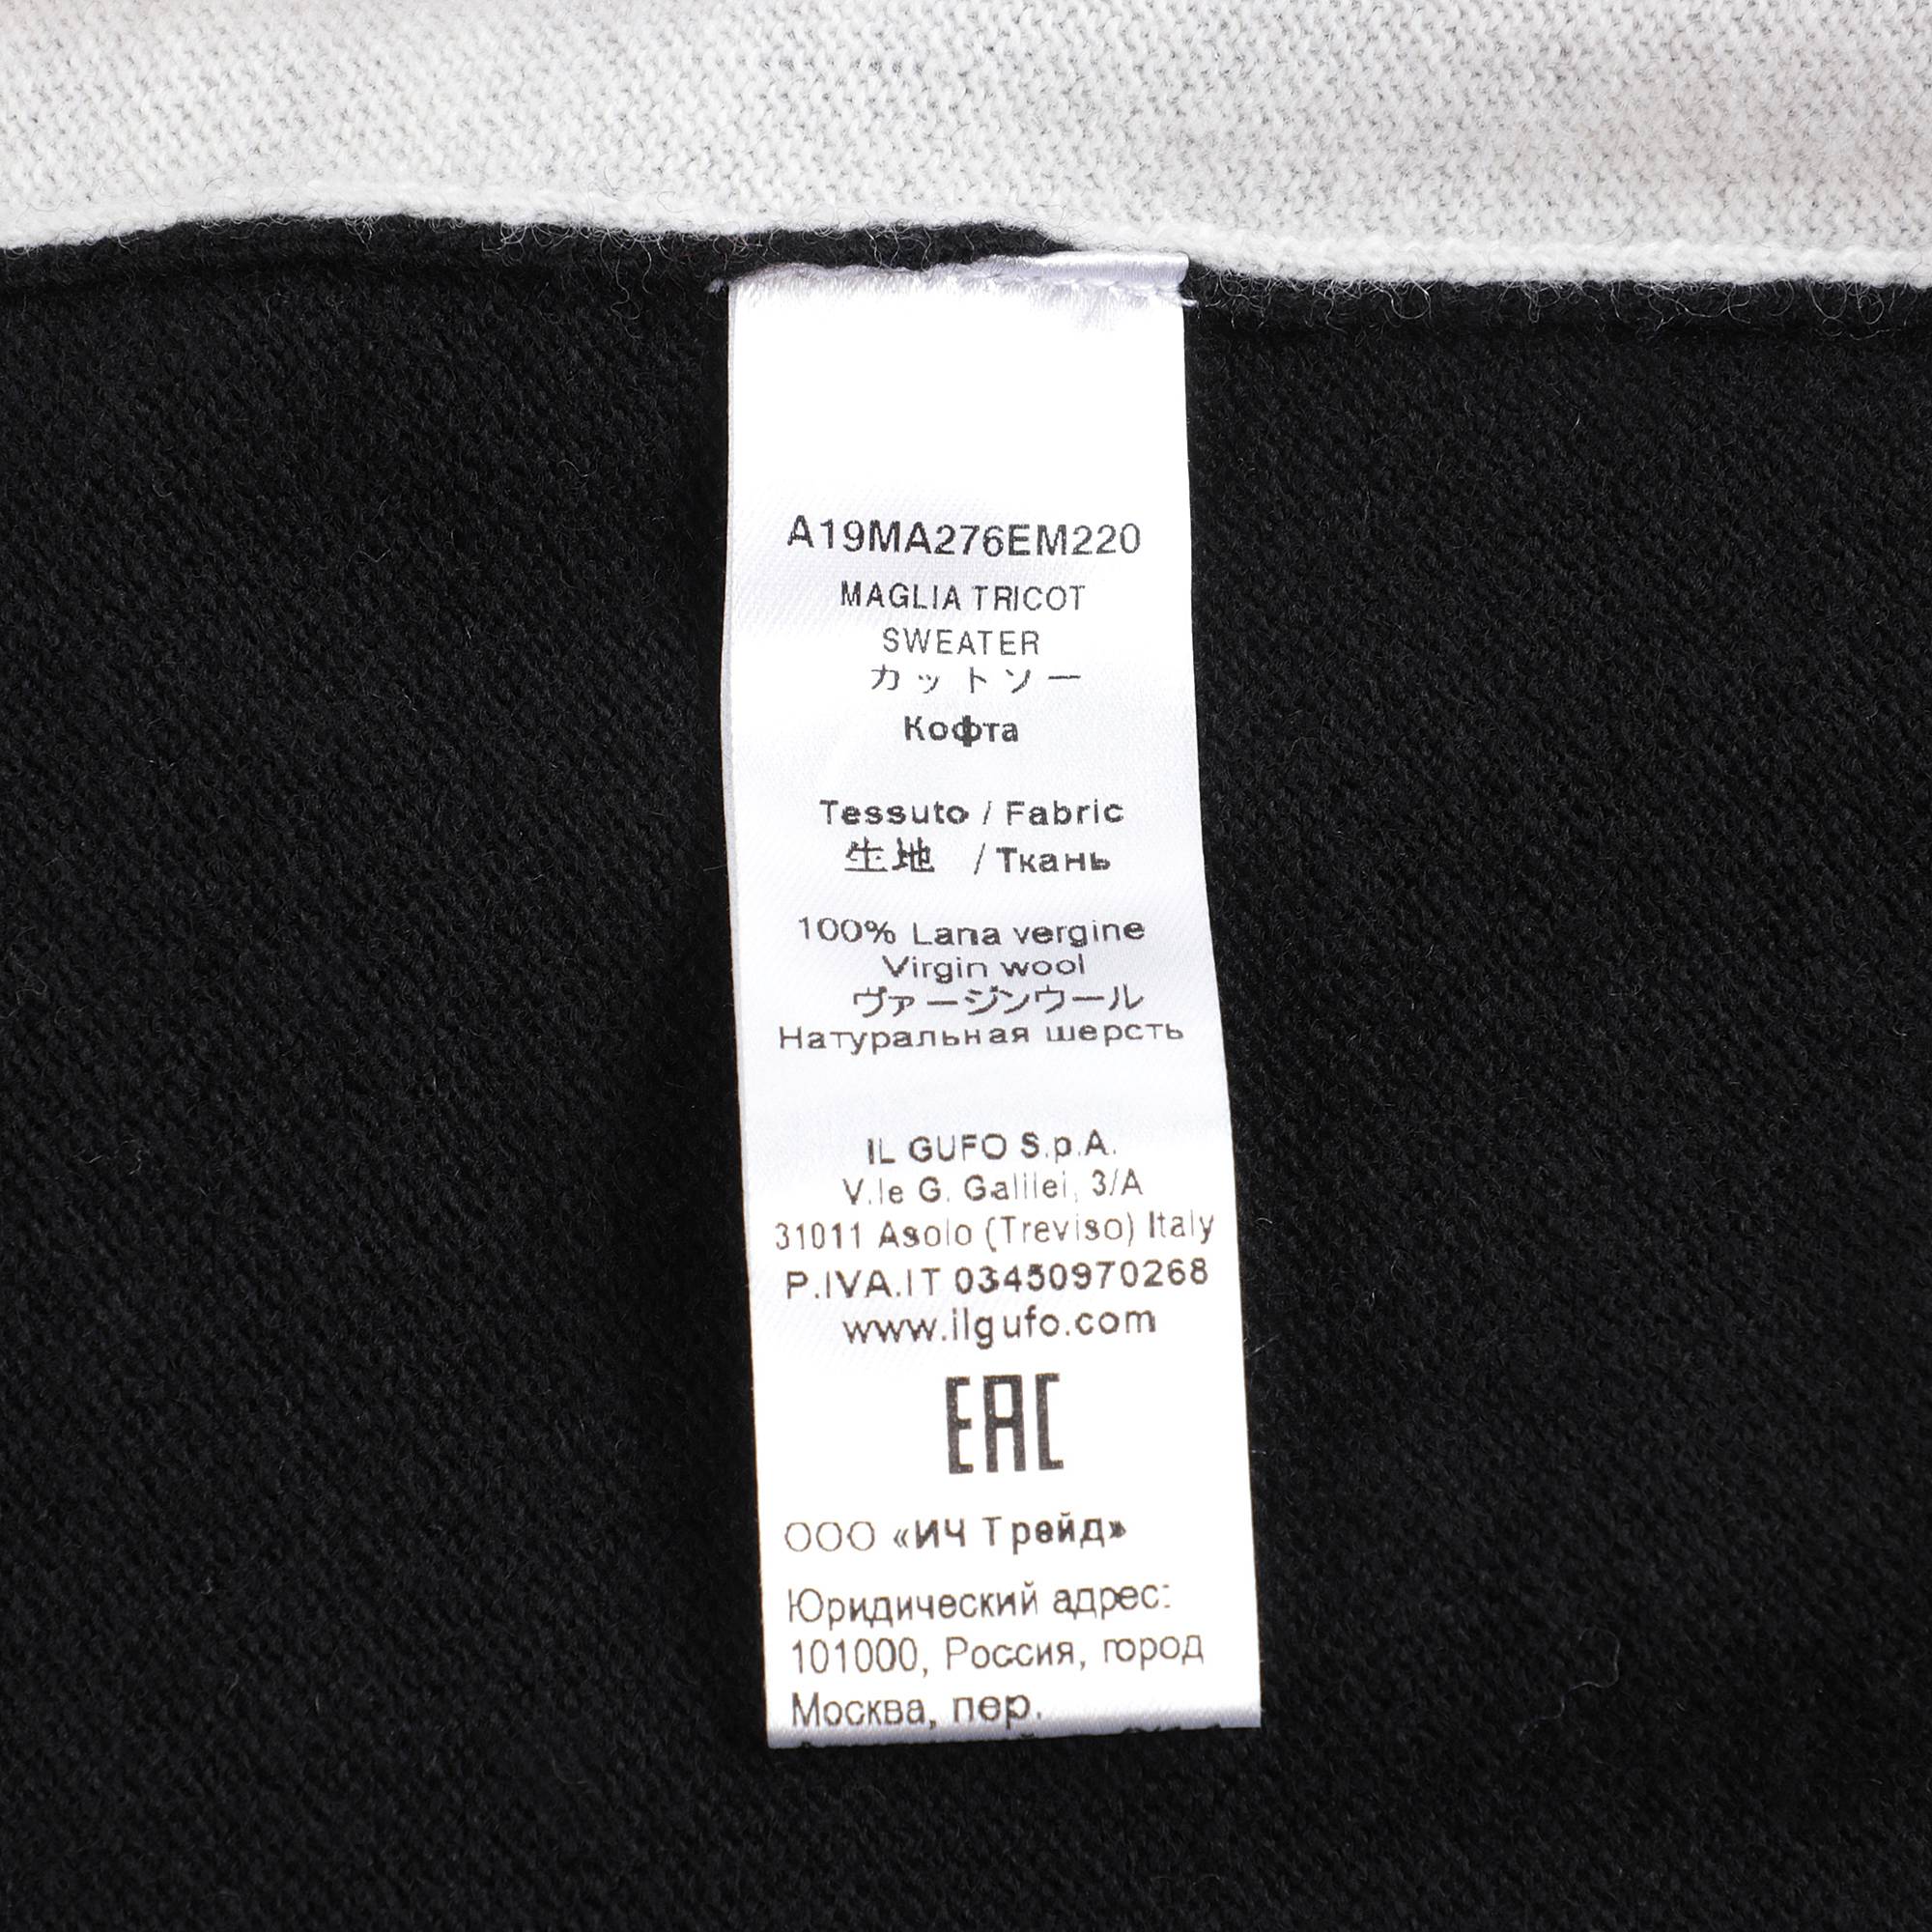 A19MA276EM220
MAGLIA TRICOT
SWEATER
カットソー
Кофта
Tessuto / Fabric
生地 / Ткань
100% Lana vergine
Virgin wool
ヴァージンウール
Натуральная шерсть
IL GUFO S.p.A.
V.le G. Galilei, 3/A
31011 Asolo (Treviso) Italy
P.IVA.IT 03450970268
www.ilgufo.com
EAC
ООО «ИЧ Трейд»
Юридический адрес:
101000, Россия, город
Москва, пер.